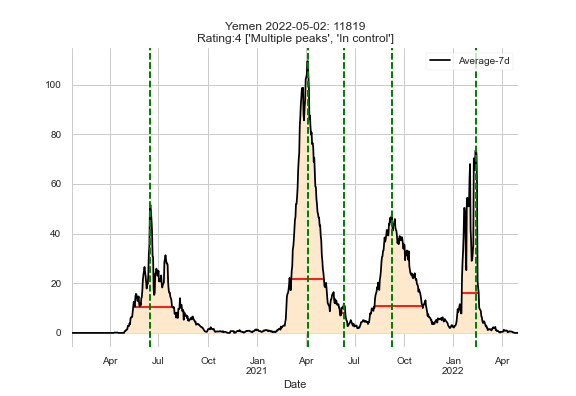 Yemen 2022-05-02: 11819
Rating:4 ['Multiple peaks', 'In control']
Average-7d
100
80
60
40
20
0
Apr Jul Oct Jan Apr Jul Oct Jan Apr
2021 2022
Date